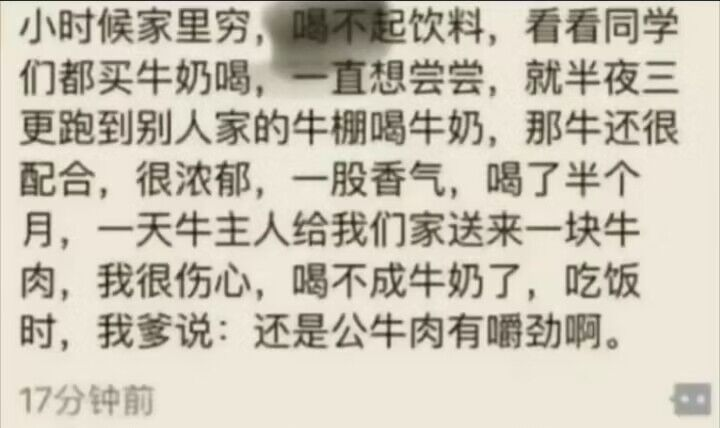 小时候家里穷，喝不起饮料，看看同学
们都买牛奶喝，一直想尝尝，就半夜三
更跑到别人家的牛棚喝牛奶，那牛还很
配合，很浓郁，一股香气，喝了半个
月，一天牛主人给我们家送来一块牛
肉，我很伤心，喝不成牛奶了，吃饭
时，我爹说：还是公牛肉有嚼劲啊。
17分钟前